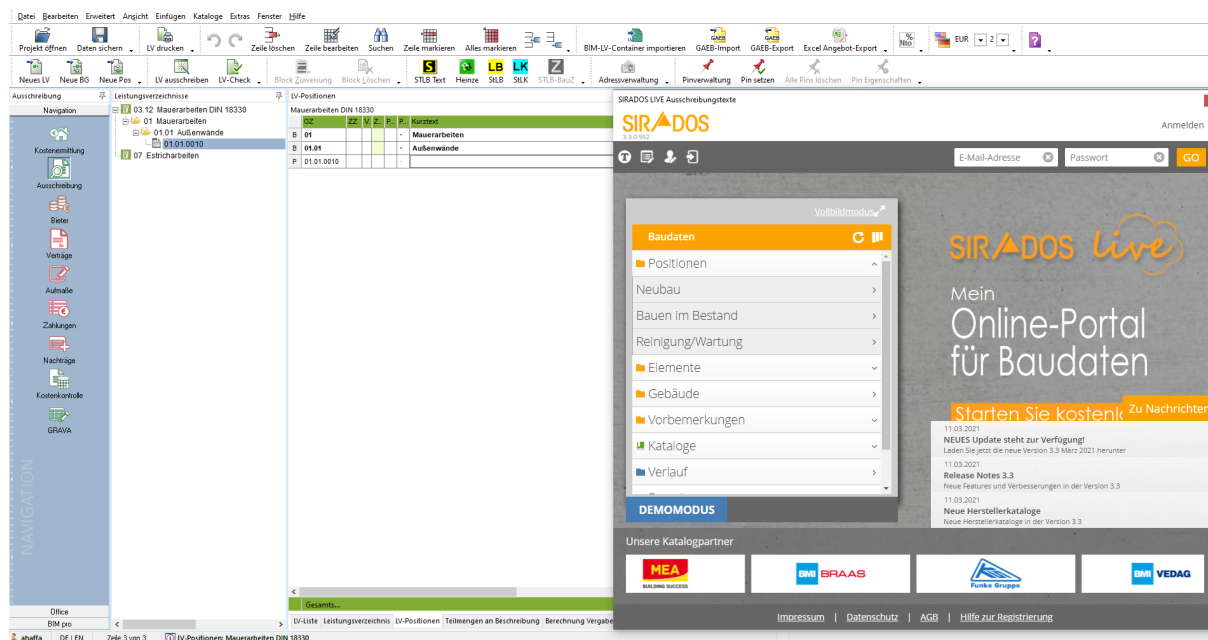 Datei Bearbeiten Erweitert Ansicht Einfügen Kataloge Extras Fenster Hilfe
Projekt öffnen Daten sichern LV drucken Zeile löschen Zeile bearbeiten Suchen Zeile markieren Alles markieren BIM-LV-Container importieren GAEB-Import GAEB-Export Excel Angebot-Export % Nto EUR 2 ?
Neues LV Neue BG Neue Pos LV ausschreiben LV-Check Block Zuweisung Block Löschen STLB Text Heinze StLB StLK STLB-BauZ Adressverwaltung Pinverwaltung Pin setzen Alle Pins löschen Pin Eigenschaften
Ausschreibung
Navigation
Kostenermittlung
Ausschreibung
Bieter
Verträge
Aufmaße
Zahlungen
Nachträge
Kostenkontrolle
GRAVA
NAVIGATION
Office
BIM pro
Leistungsverzeichnisse
03.12 Mauerarbeiten DIN 18330
01 Mauerarbeiten
01.01 Außenwände
01.01.0010
07 Estricharbeiten
LV-Positionen
Mauerarbeiten DIN 18330
OZ ZZ V. Z.. P.. P.. Kurztext
B 01 - Mauerarbeiten
B 01.01 - Außenwände
P 01.01.0010
Gesamts...
LV-Liste Leistungsverzeichnis LV-Positionen Teilmengen an Beschreibung Berechnung Vergabe
ahaffa DE | EN Zeile 3 von 3 LV-Positionen: Mauerarbeiten DIN 18330
SIRADOS LIVE Ausschreibungstexte
SIRADOS
3.3.0.952
Anmelden
E-Mail-Adresse Passwort GO
Vollbildmodus
Baudaten
Positionen
Neubau
Bauen im Bestand
Reinigung/Wartung
Elemente
Gebäude
Vorbemerkungen
Kataloge
Verlauf
DEMOMODUS
SIRADOS live
Mein
Online-Portal
für Baudaten
Starten Sie kostenl
Zu Nachrichten
11.03.2021
NEUES Update steht zur Verfügung!
Laden Sie jetzt die neue Version 3.3 März 2021 herunter
11.03.2021
Release Notes 3.3
Neue Features und Verbesserungen in der Version 3.3
11.03.2021
Neue Herstellerkataloge
Neue Herstellerkataloge in der Version 3.3
Unsere Katalogpartner
MEA
BUILDING SUCCESS
BMI BRAAS
Funke Gruppe
BMI VEDAG
Impressum | Datenschutz | AGB | Hilfe zur Registrierung